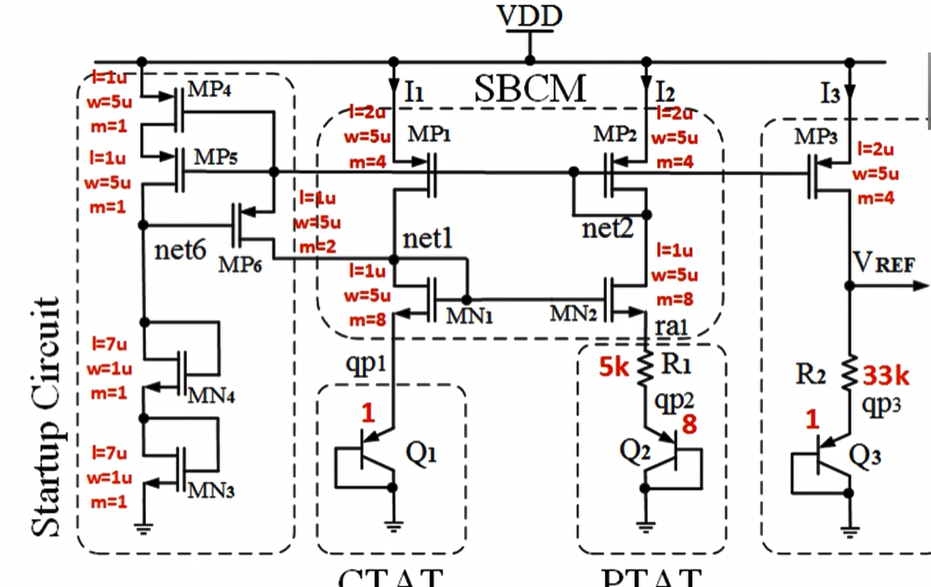 VDD
SBCM
I1
I2
I3
l=1u
w=5u
m=1
MP4
l=1u
w=5u
m=1
MP5
l=1u
w=5u
m=2
MP6
net6
l=2u
w=5u
m=4
MP1
MP2
l=2u
w=5u
m=4
MP3
l=2u
w=5u
m=4
net1
net2
l=1u
w=5u
m=8
MN1
MN2
l=1u
w=5u
m=8
VREF
qp1
ra1
5k
R1
qp2
R2
33k
qp3
l=7u
w=1u
m=1
MN4
l=7u
w=1u
m=1
MN3
1
Q1
Q2
8
1
Q3
Startup Circuit
CTAT
PTAT